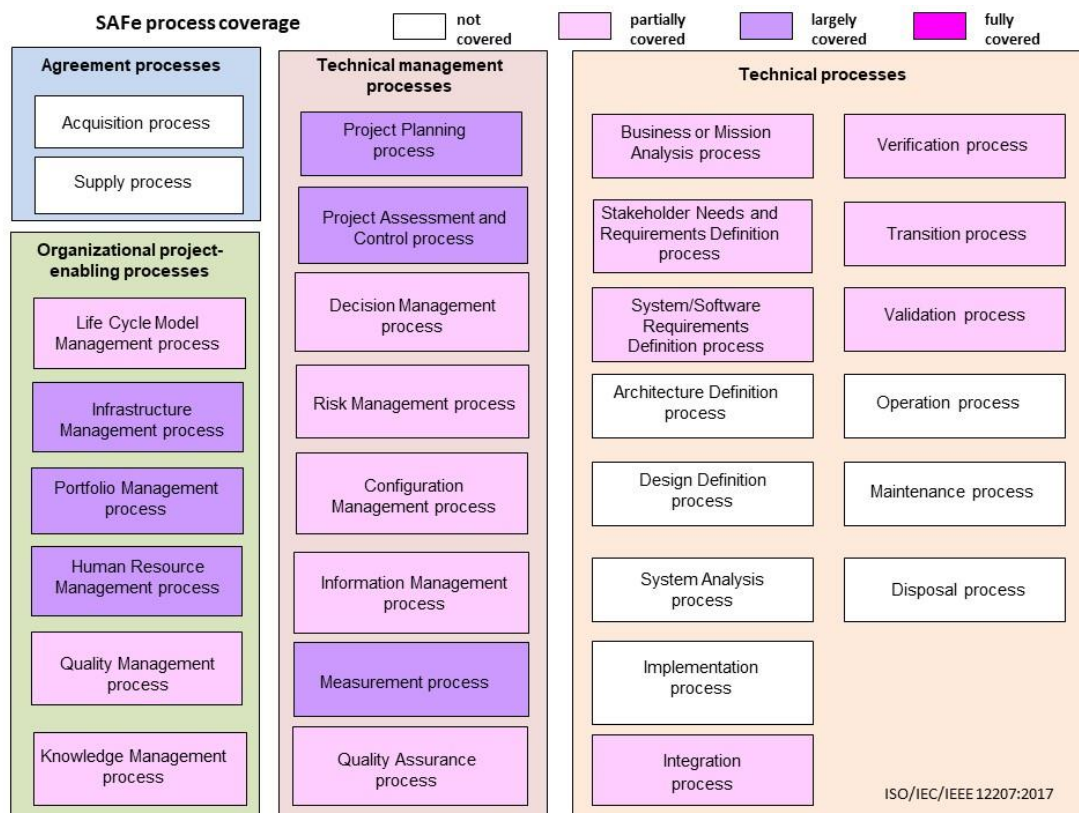 SAFe process coverage
not
covered
partially
covered
largely
covered
fully
covered
Agreement processes
Acquisition process
Supply process
Organizational project-
enabling processes
Life Cycle Model
Management process
Infrastructure
Management process
Portfolio Management
process
Human Resource
Management process
Quality Management
process
Knowledge Management
process
Technical management
processes
Project Planning
process
Project Assessment and
Control process
Decision Management
process
Risk Management process
Configuration
Management process
Information Management
process
Measurement process
Quality Assurance
process
Technical processes
Business or Mission
Analysis process
Stakeholder Needs and
Requirements Definition
process
System/Software
Requirements
Definition process
Architecture Definition
process
Design Definition
process
System Analysis
process
Implementation
process
Integration
process
Verification process
Transition process
Validation process
Operation process
Maintenance process
Disposal process
ISO/IEC/IEEE 12207:2017